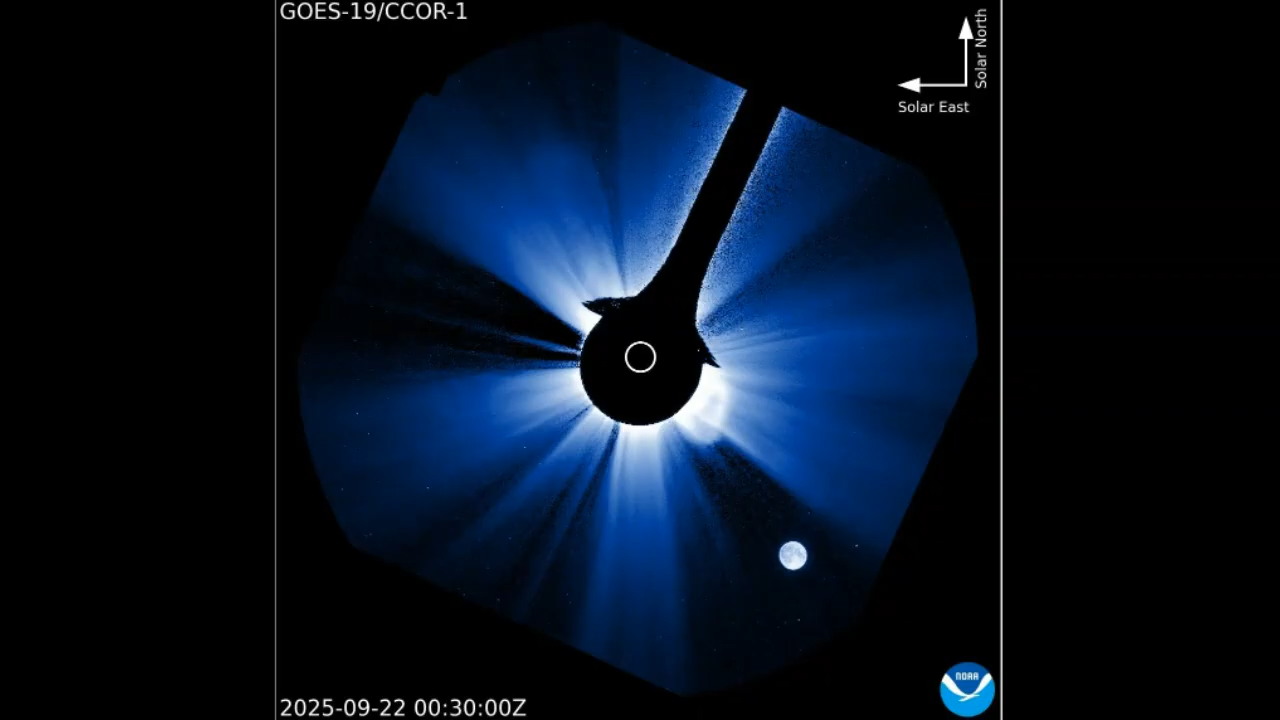 GOES-19/CCOR-1
Solar North
Solar East
NOAA
2025-09-22 00:30:00Z